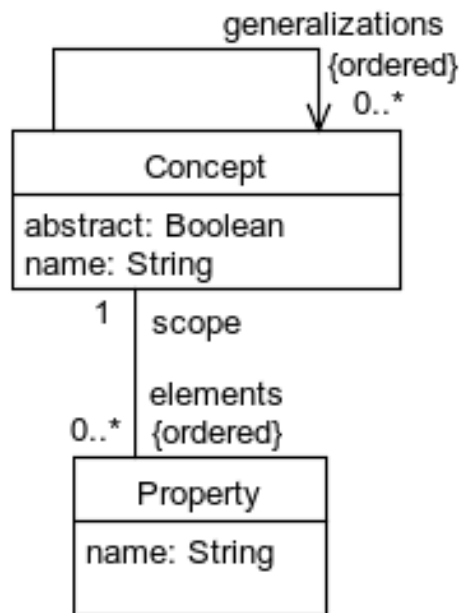 generalizations
{ordered}
0..*
Concept
abstract: Boolean
name: String
1 scope
elements
0..* {ordered}
Property
name: String